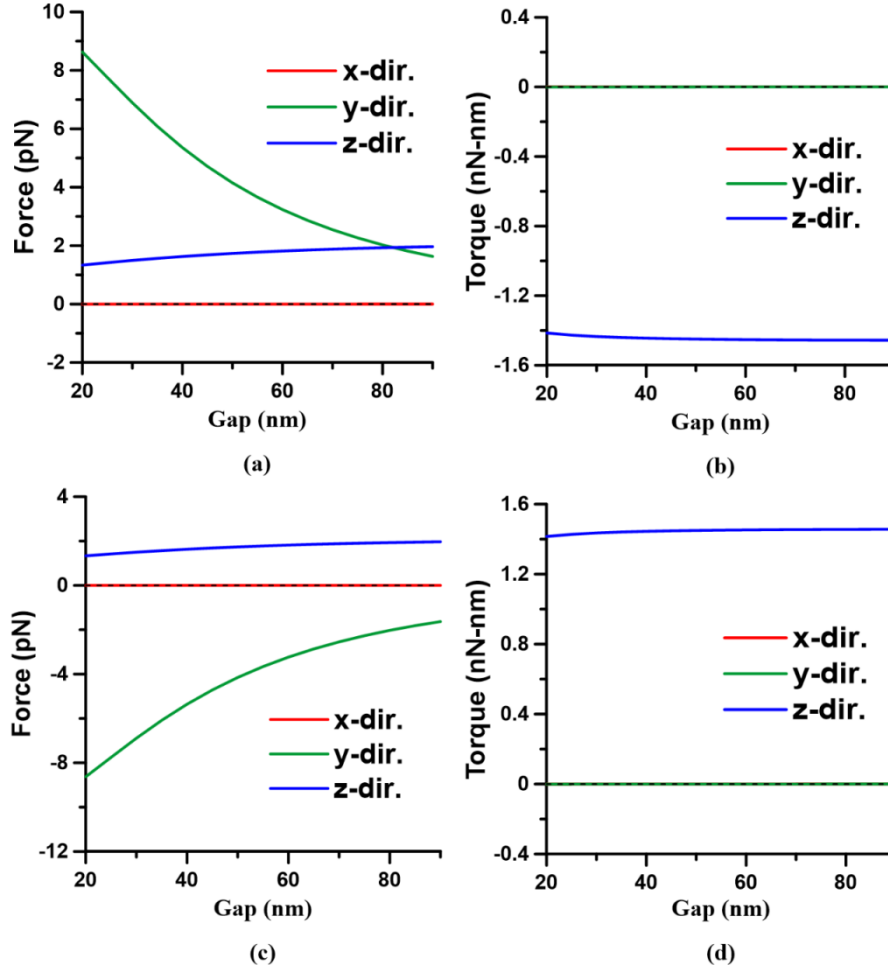 10
8
6
4
2
0
-2
Force (pN)
x-dir.
y-dir.
z-dir.
20 40 60 80
Gap (nm)
(a)
0.4
0
-0.4
-0.8
-1.2
-1.6
Torque (nN-nm)
x-dir.
y-dir.
z-dir.
20 40 60 80
Gap (nm)
(b)
4
0
-4
-8
-12
Force (pN)
x-dir.
y-dir.
z-dir.
20 40 60 80
Gap (nm)
(c)
1.6
1.2
0.8
0.4
0
-0.4
Torque (nN-nm)
x-dir.
y-dir.
z-dir.
20 40 60 80
Gap (nm)
(d)